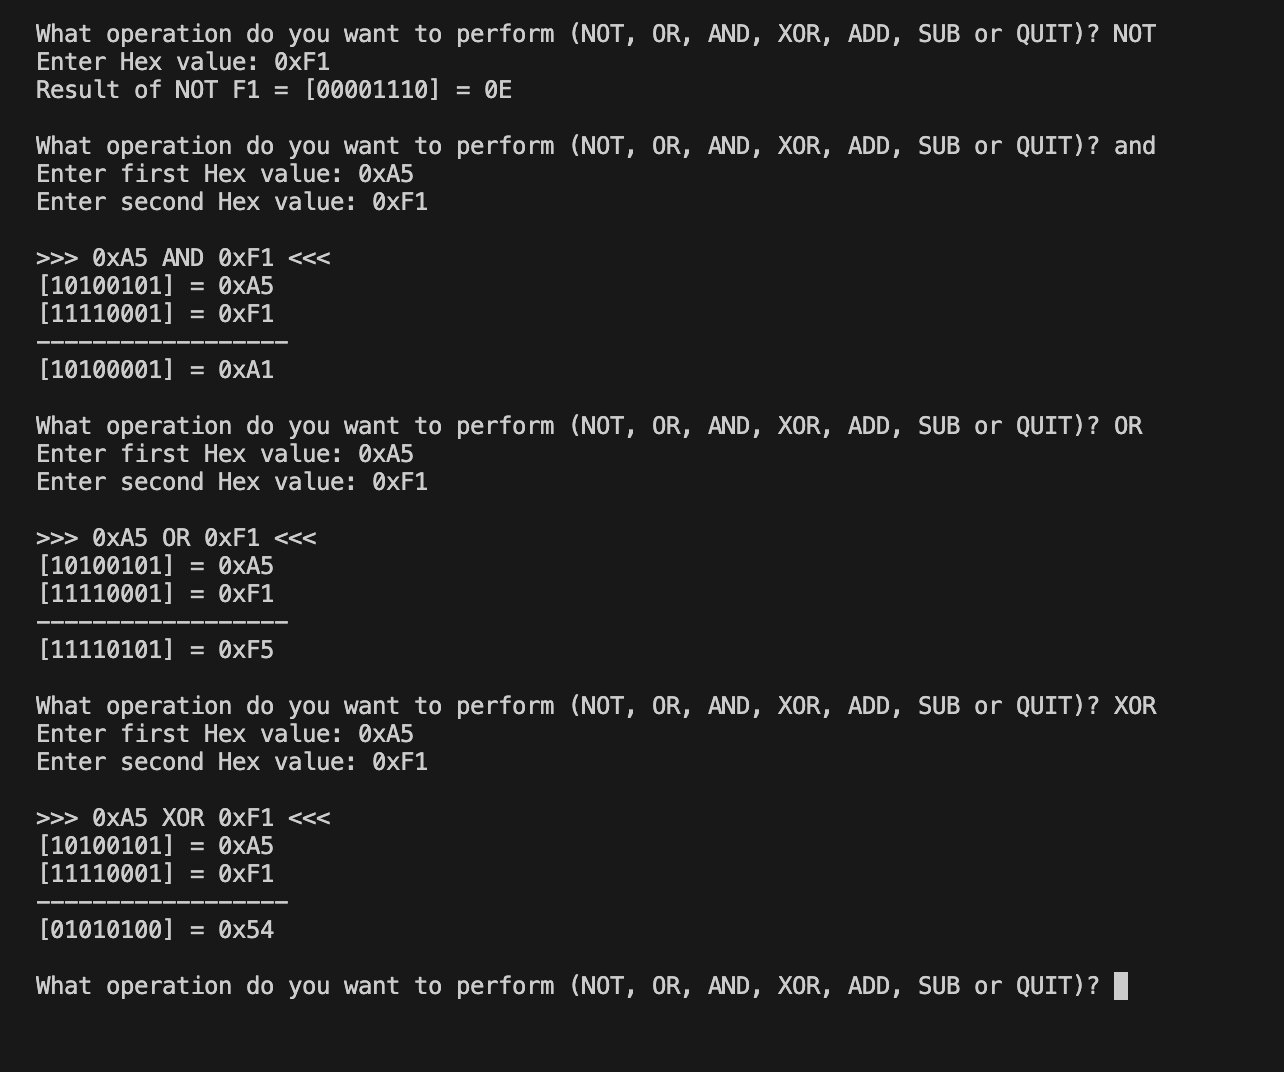 What operation do you want to perform (NOT, OR, AND, XOR, ADD, SUB or QUIT)? NOT
Enter Hex value: 0xF1
Result of NOT F1 = [00001110] = 0E
What operation do you want to perform (NOT, OR, AND, XOR, ADD, SUB or QUIT)? and
Enter first Hex value: 0xA5
Enter second Hex value: 0xF1
>>> 0xA5 AND 0xF1 <<<
[10100101] = 0xA5
[11110001] = 0xF1
------------------
[10100001] = 0xA1
What operation do you want to perform (NOT, OR, AND, XOR, ADD, SUB or QUIT)? OR
Enter first Hex value: 0xA5
Enter second Hex value: 0xF1
>>> 0xA5 OR 0xF1 <<<
[10100101] = 0xA5
[11110001] = 0xF1
------------------
[11110101] = 0xF5
What operation do you want to perform (NOT, OR, AND, XOR, ADD, SUB or QUIT)? XOR
Enter first Hex value: 0xA5
Enter second Hex value: 0xF1
>>> 0xA5 XOR 0xF1 <<<
[10100101] = 0xA5
[11110001] = 0xF1
------------------
[01010100] = 0x54
What operation do you want to perform (NOT, OR, AND, XOR, ADD, SUB or QUIT)?